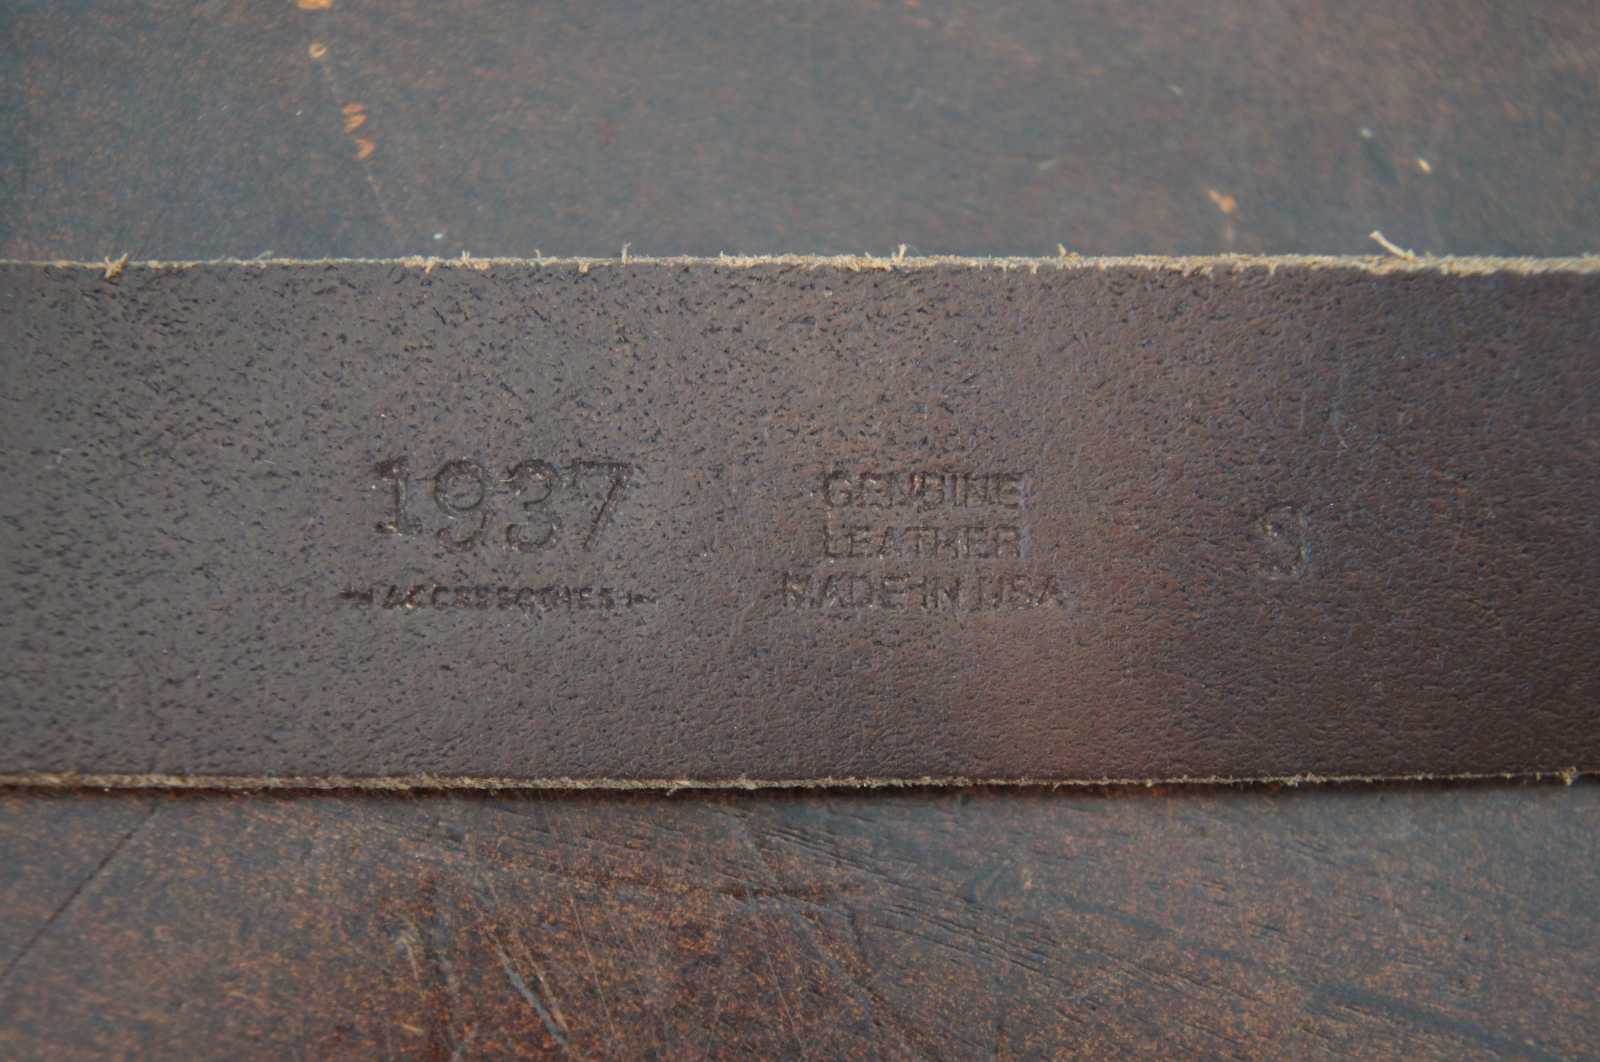 1937
ACCESSORIES
GENUINE
LEATHER
MADE IN USA
S